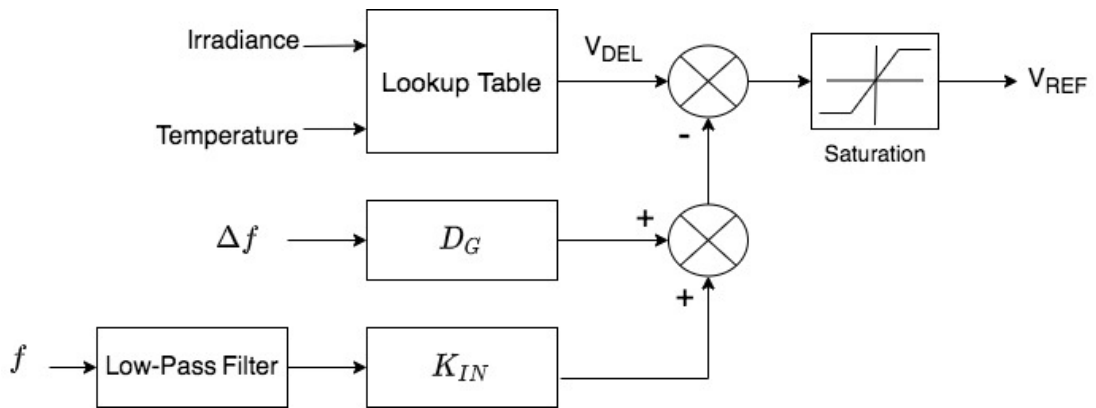 Irradiance
Temperature
Lookup Table
V_DEL
-
V_REF
Saturation
Δf
D_G
+
+
f
Low-Pass Filter
K_IN